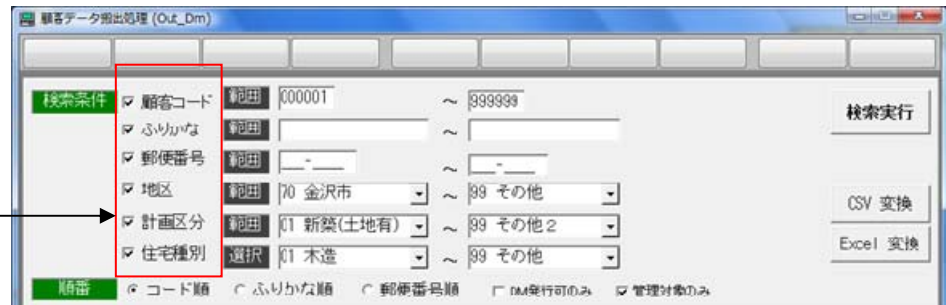 顧客データ搬出処理 (Out_Dm)
検索条件 顧客コード 範囲 000001 ～ 999999 検索実行
ふりがな 範囲 ～
郵便番号 範囲 __-__ ～ __-__
地区 範囲 70 金沢市 ～ 99 その他 CSV 変換
計画区分 範囲 01 新築(土地有) ～ 99 その他２
住宅種別 選択 01 木造 ～ 99 その他 Excel 変換
順番 コード順 ふりかな順 郵便番号順 DM発行可のみ 管理対象のみ